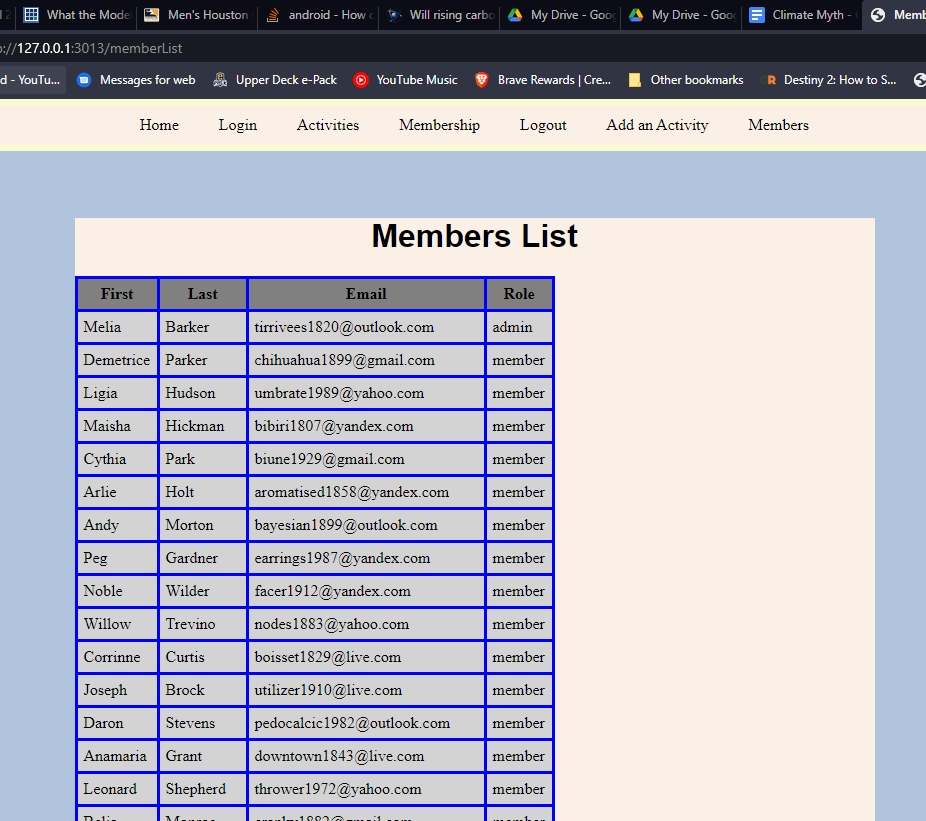 What the Mode
Men's Houston
android - How c
Will rising carbo
My Drive - Goog
My Drive - Goog
Climate Myth -
Memb
://127.0.0.1:3013/memberList
d - YouTu...
Messages for web
Upper Deck e-Pack
YouTube Music
Brave Rewards | Cre...
Other bookmarks
Destiny 2: How to S...
Home Login Activities Membership Logout Add an Activity Members
Members List
First Last Email Role
Melia Barker tirrivees1820@outlook.com admin
Demetrice Parker chihuahua1899@gmail.com member
Ligia Hudson umbrate1989@yahoo.com member
Maisha Hickman bibiri1807@yandex.com member
Cythia Park biune1929@gmail.com member
Arlie Holt aromatised1858@yandex.com member
Andy Morton bayesian1899@outlook.com member
Peg Gardner earrings1987@yandex.com member
Noble Wilder facer1912@yandex.com member
Willow Trevino nodes1883@yahoo.com member
Corrinne Curtis boisset1829@live.com member
Joseph Brock utilizer1910@live.com member
Daron Stevens pedocalcic1982@outlook.com member
Anamaria Grant downtown1843@live.com member
Leonard Shepherd thrower1972@yahoo.com member
member